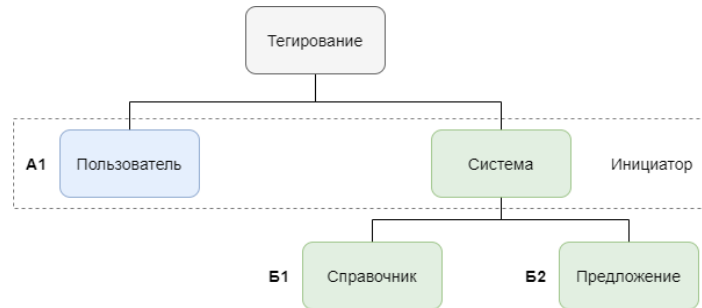 Тегирование
А1
Пользователь
Система
Инициатор
Б1
Справочник
Б2
Предложение